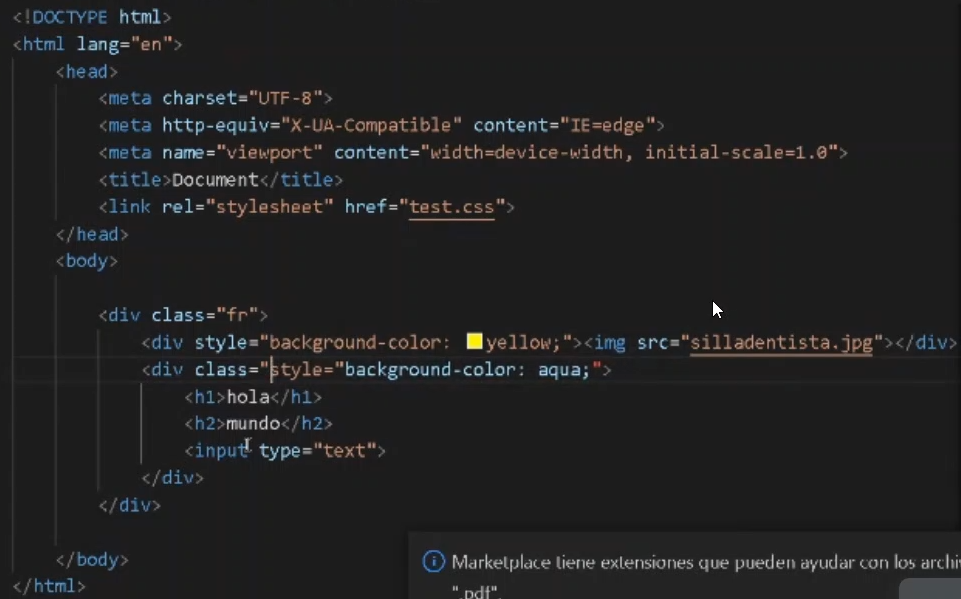 <!DOCTYPE html>
<html lang="en">
<head>
<meta charset="UTF-8">
<meta http-equiv="X-UA-Compatible" content="IE=edge">
<meta name="viewport" content="width=device-width, initial-scale=1.0">
<title>Document</title>
<link rel="stylesheet" href="test.css">
</head>
<body>
<div class="fr">
<div style="background-color: yellow;"><img src="silladentista.jpg"></div>
<div class="style="background-color: aqua;">
<h1>hola</h1>
<h2>mundo</h2>
<input type="text">
</div>
</div>
</body>
</html>
Marketplace tiene extensiones que pueden ayudar con los archi
".pdf"